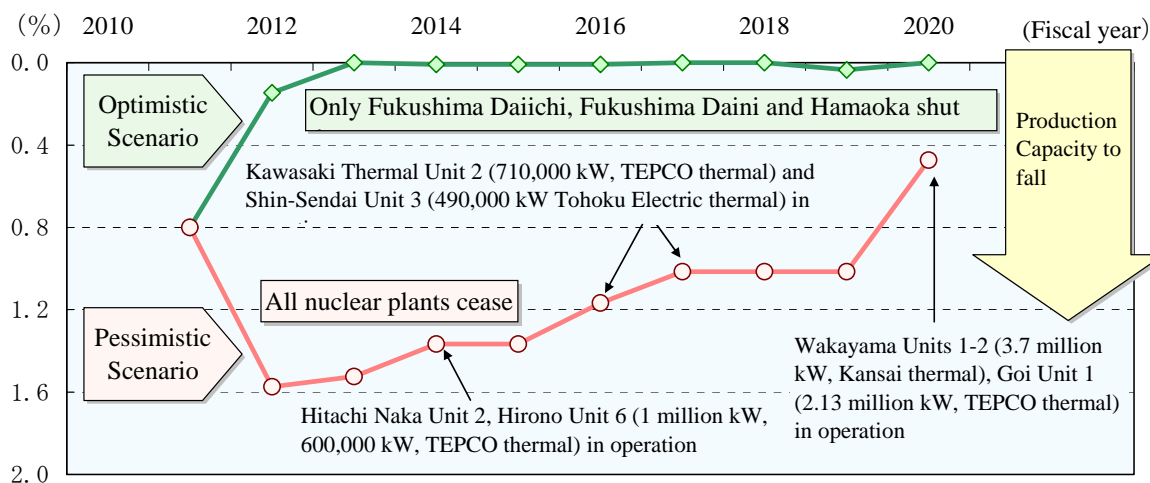 (%)
2010
2012
2014
2016
2018
2020
(Fiscal year)
0.0
0.4
0.8
1.2
1.6
2.0
Optimistic
Scenario
Only Fukushima Daiichi, Fukushima Daini and Hamaoka shut
Production
Capacity to
fall
Kawasaki Thermal Unit 2 (710,000 kW, TEPCO thermal) and
Shin-Sendai Unit 3 (490,000 kW Tohoku Electric thermal) in
All nuclear plants cease
Pessimistic
Scenario
Hitachi Naka Unit 2, Hirono Unit 6 (1 million kW,
600,000 kW, TEPCO thermal) in operation
Wakayama Units 1-2 (3.7 million
kW, Kansai thermal), Goi Unit 1
(2.13 million kW, TEPCO thermal)
in operation